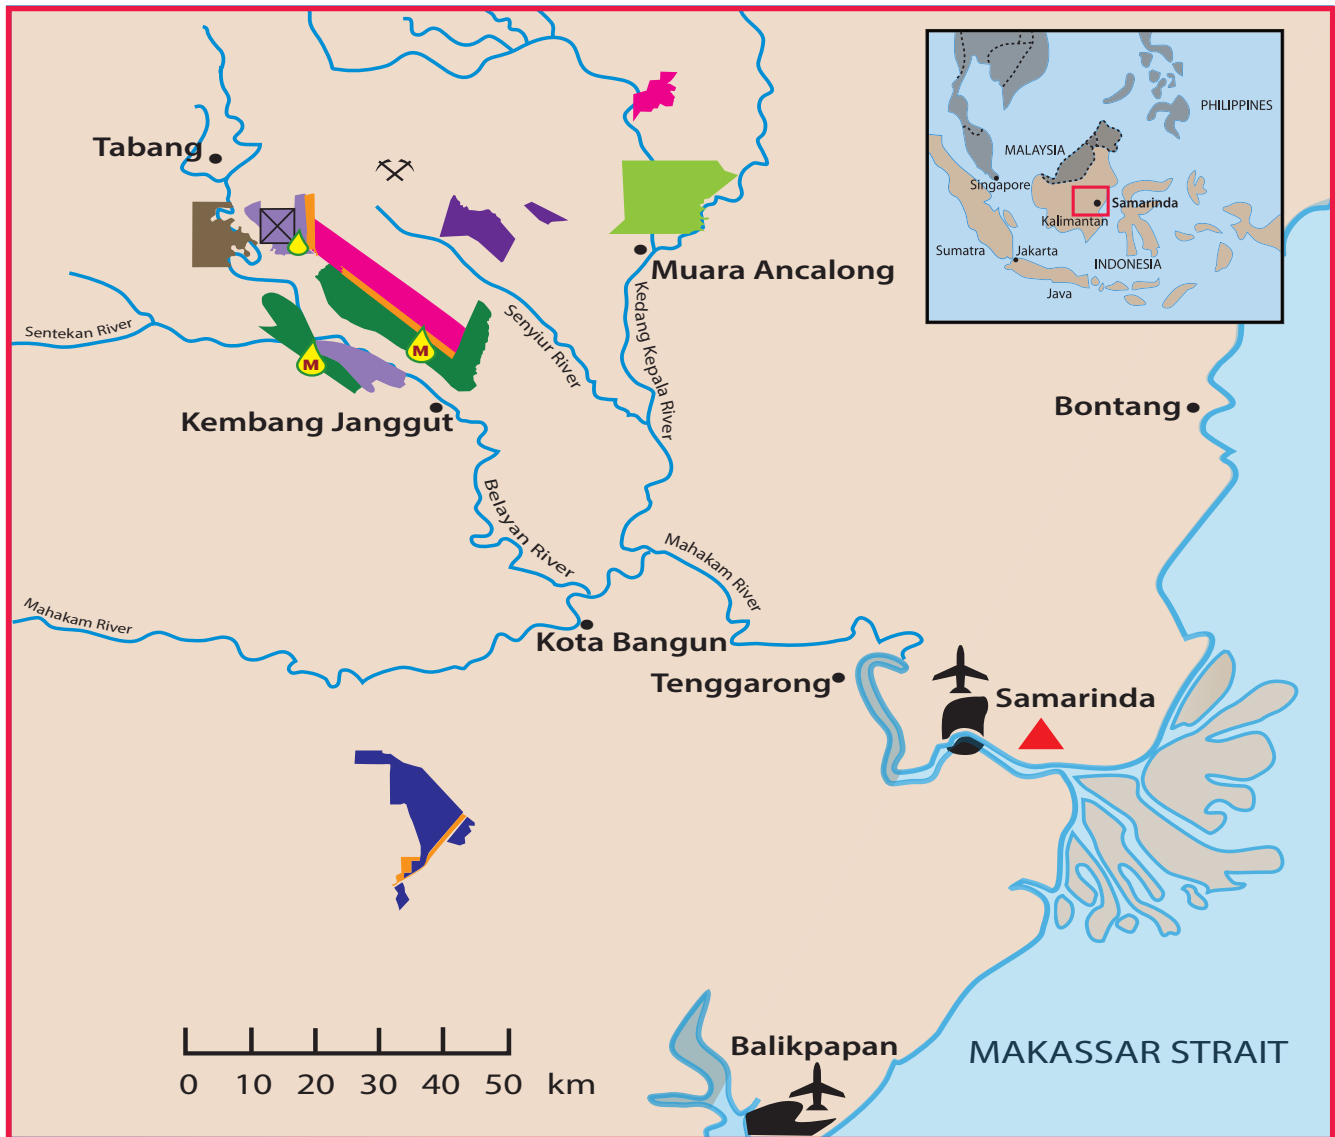 Tabang
Muara Ancalong
Sentekan River
Senyiur River
Kedang Kepala River
Kembang Janggut
Bontang
Belayan River
Mahakam River
Mahakam River
Kota Bangun
Tenggarong
Samarinda
M
M
Balikpapan
MAKASSAR STRAIT
0 10 20 30 40 50 km
PHILIPPINES
MALAYSIA
Singapore
Samarinda
Kalimantan
Sumatra
Jakarta
INDONESIA
Java